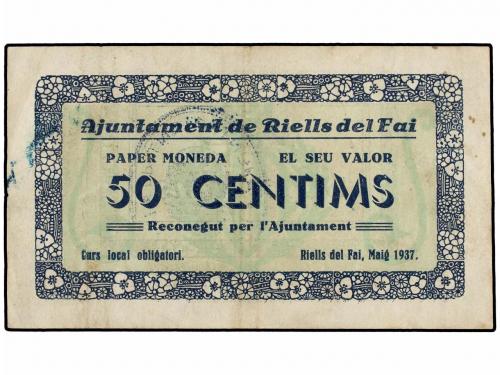 Ajuntament de Riells del Fai
PAPER MONEDA EL SEU VALOR
50 CENTIMS
Reconegut per l'Ajuntament
Curs local obligatori. Riells del Fai, Maig 1937.